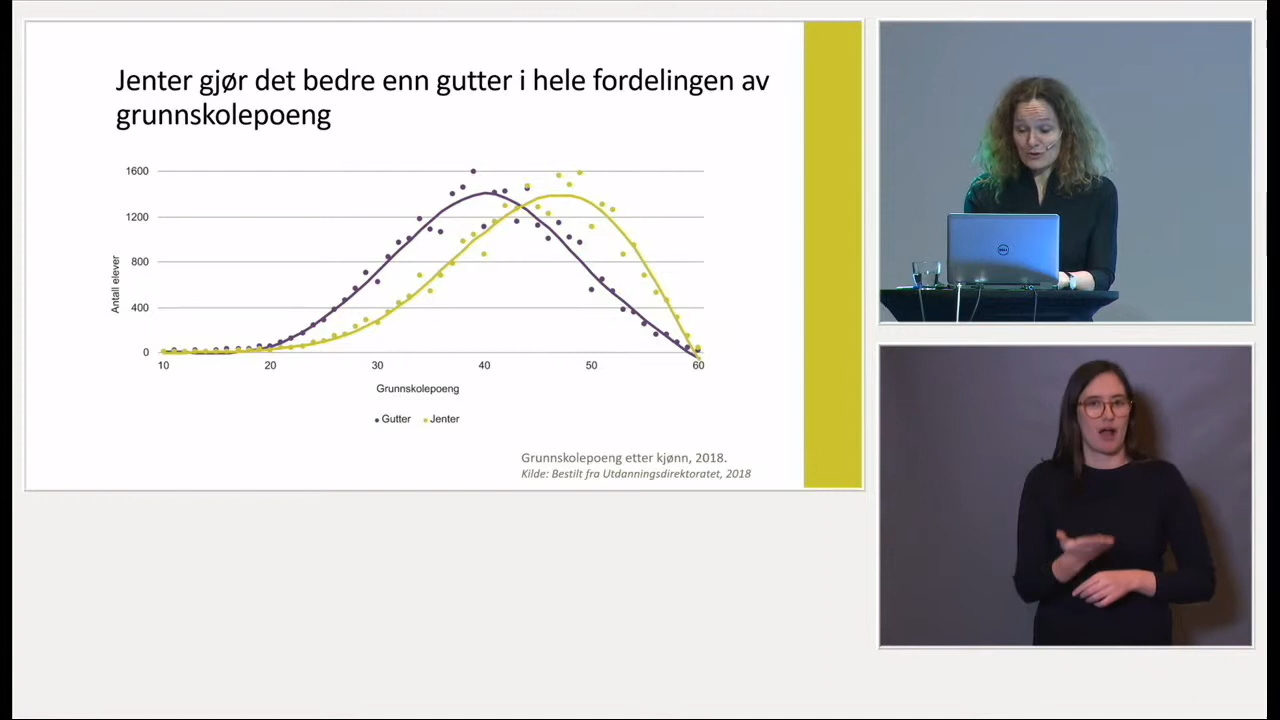 Jenter gjør det bedre enn gutter i hele fordelingen av
grunnskolepoeng
1600
1200
800
400
0
Antall elever
10 20 30 40 50 60
Grunnskolepoeng
Gutter Jenter
Grunnskolepoeng etter kjønn, 2018.
Kilde: Bestilt fra Utdanningsdirektoratet, 2018
DELL